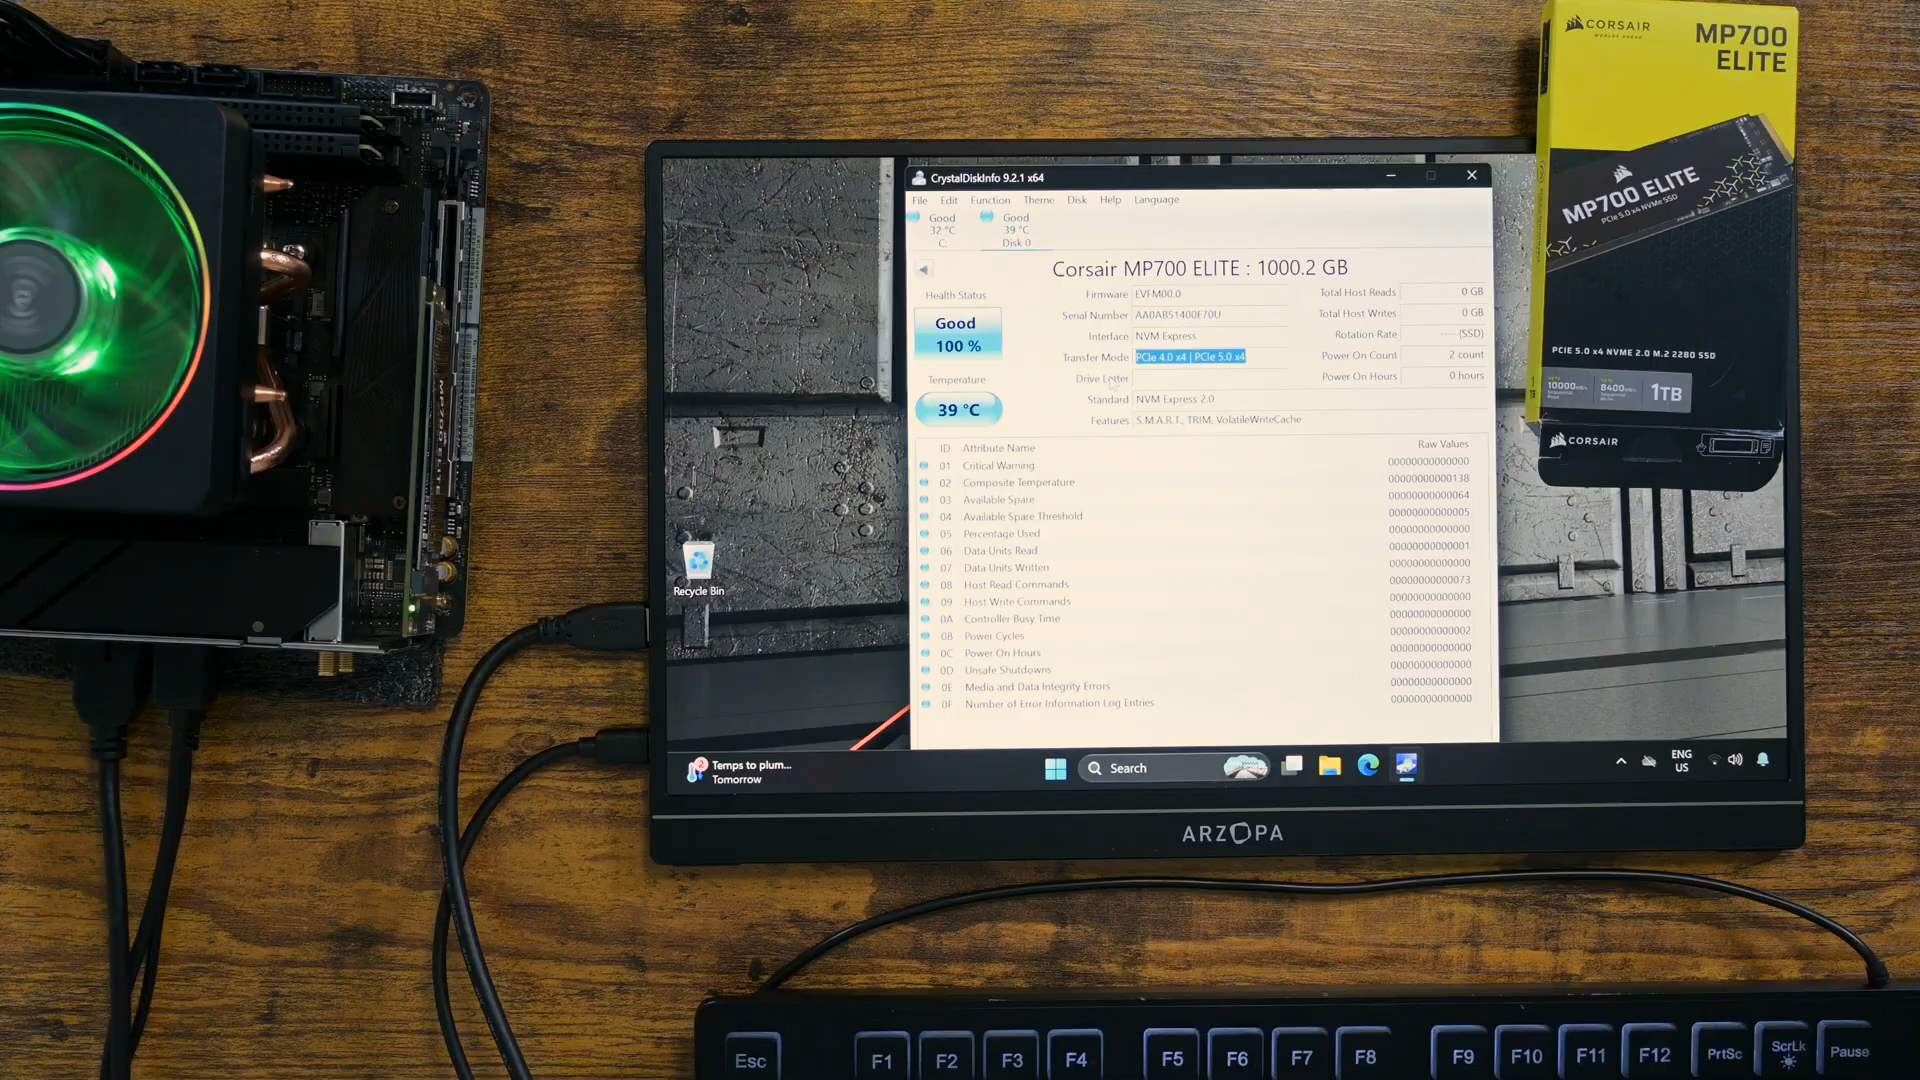 CORSAIR
MP700
ELITE
MP700 ELITE
PCIe 5.0 x4 NVMe SSD
PCIE 5.0 x4 NVME 2.0 M.2 2280 SSD
10000MB/s
8400MB/s
1TB
CORSAIR
MP700 ELITE
CrystalDiskInfo 9.2.1 x64
File Edit Function Theme Disk Help Language
Good Good
32 °C 39 °C
C: Disk 0
Corsair MP700 ELITE : 1000.2 GB
Health Status
Good
100 %
Temperature
39 °C
Firmware EVFM00.0
Serial Number AA0AB51400E70U
Interface NVM Express
Transfer Mode PCIe 4.0 x4 | PCIe 5.0 x4
Drive Letter
Standard NVM Express 2.0
Features S.M.A.R.T., TRIM, VolatileWriteCache
Total Host Reads 0 GB
Total Host Writes 0 GB
Rotation Rate ---- (SSD)
Power On Count 2 count
Power On Hours 0 hours
ID Attribute Name Raw Values
01 Critical Warning 00000000000000
02 Composite Temperature 00000000000138
03 Available Spare 00000000000064
04 Available Spare Threshold 00000000000005
05 Percentage Used 00000000000000
06 Data Units Read 00000000000001
07 Data Units Written 00000000000000
08 Host Read Commands 00000000000073
09 Host Write Commands 00000000000000
0A Controller Busy Time 00000000000000
0B Power Cycles 00000000000002
0C Power On Hours 00000000000000
0D Unsafe Shutdowns 00000000000000
0E Media and Data Integrity Errors 00000000000000
0F Number of Error Information Log Entries 00000000000000
Recycle Bin
2
Temps to plum...
Tomorrow
Search
ENG
US
ARZOPA
Esc F1 F2 F3 F4 F5 F6 F7 F8 F9 F10 F11 F12 PrtSc ScrLk Pause